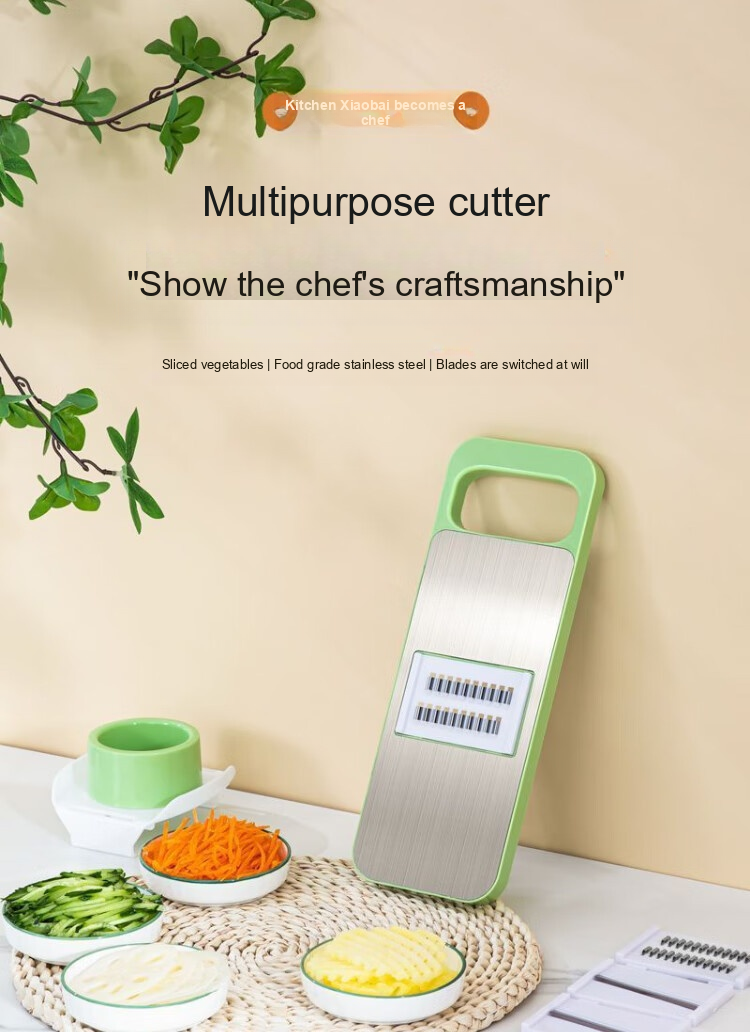 Kitchen Xiaobai becomes a
chef
Multipurpose cutter
"Show the chef's craftsmanship"
Sliced vegetables | Food grade stainless steel | Blades are switched at will